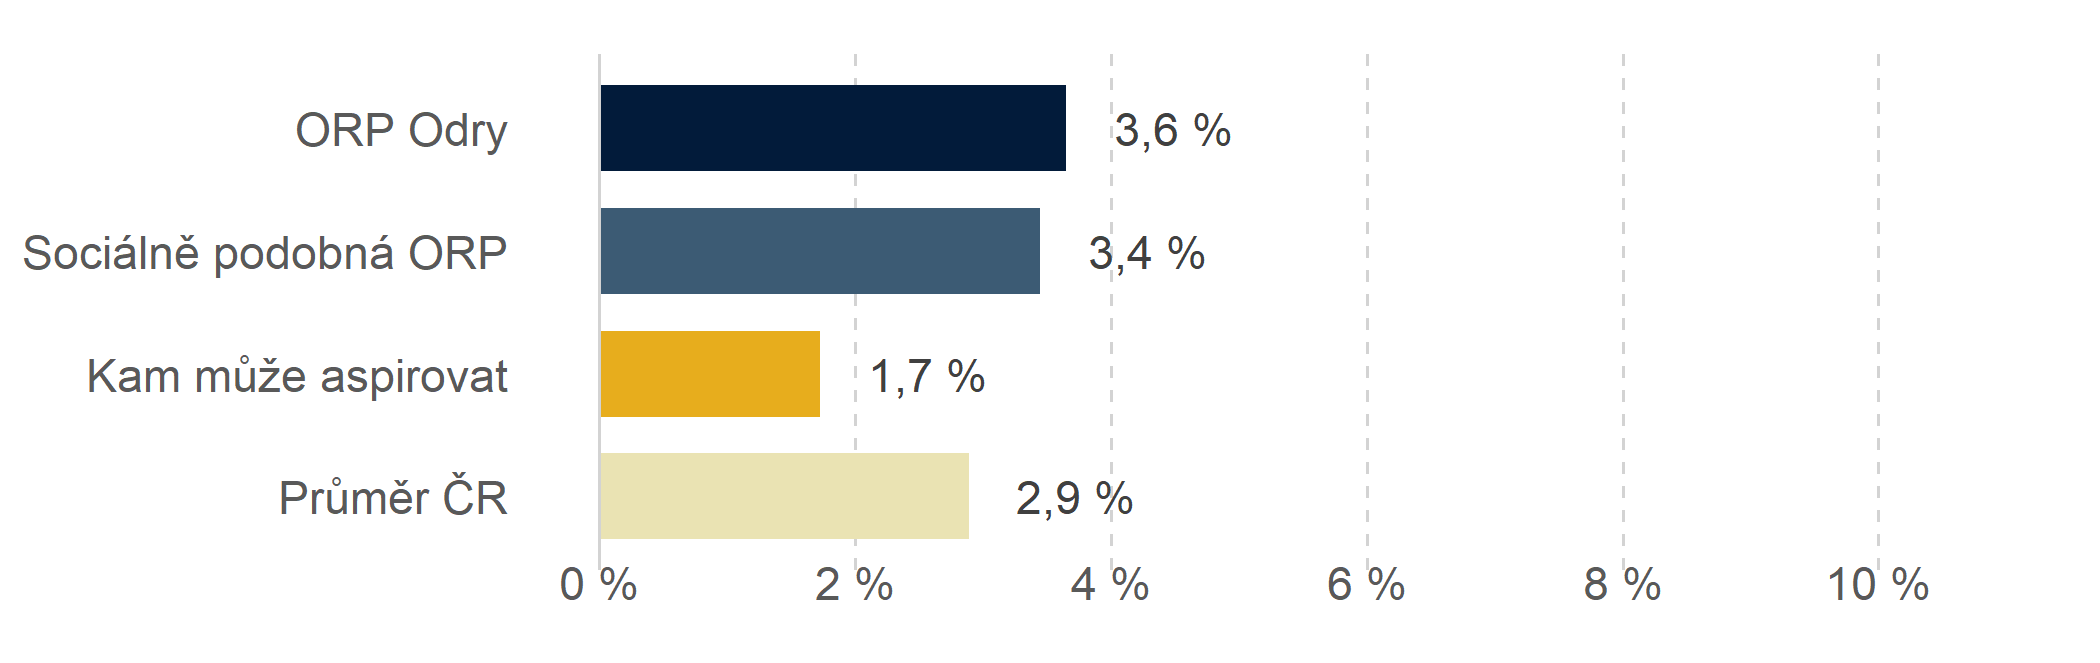 ORP Odry
3,6 %
Sociálně podobná ORP
3,4 %
Kam může aspirovat
1,7 %
Průměr ČR
2,9 %
0 %
2 %
4 %
6 %
8 %
10 %